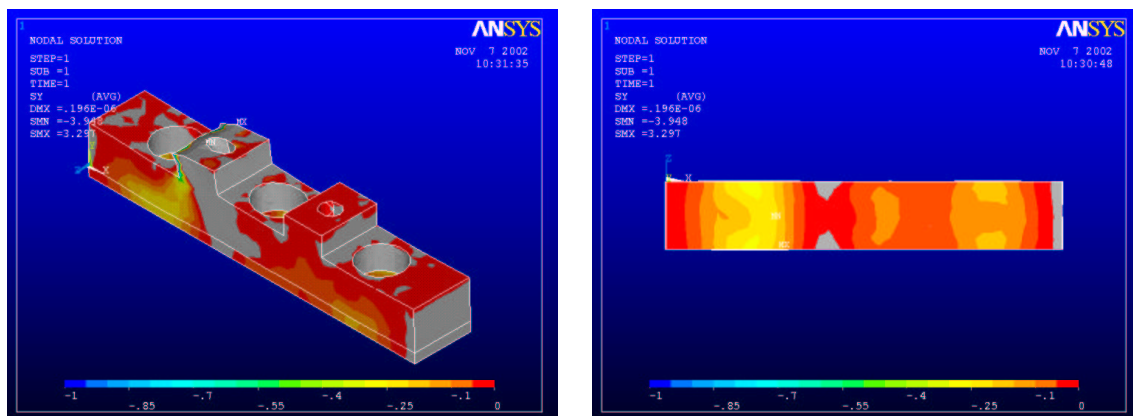 1
ANSYS
NODAL SOLUTION
NOV 7 2002
10:31:35
STEP=1
SUB =1
TIME=1
SY (AVG)
DMX =.196E-06
SMN =-3.948
SMX =3.297
MX
MN
Z X
-1 -.85 -.7 -.55 -.4 -.25 -.1 0
1
ANSYS
NODAL SOLUTION
NOV 7 2002
10:30:48
STEP=1
SUB =1
TIME=1
SY (AVG)
DMX =.196E-06
SMN =-3.948
SMX =3.297
Z
Y X
MN
MX
-1 -.85 -.7 -.55 -.4 -.25 -.1 0